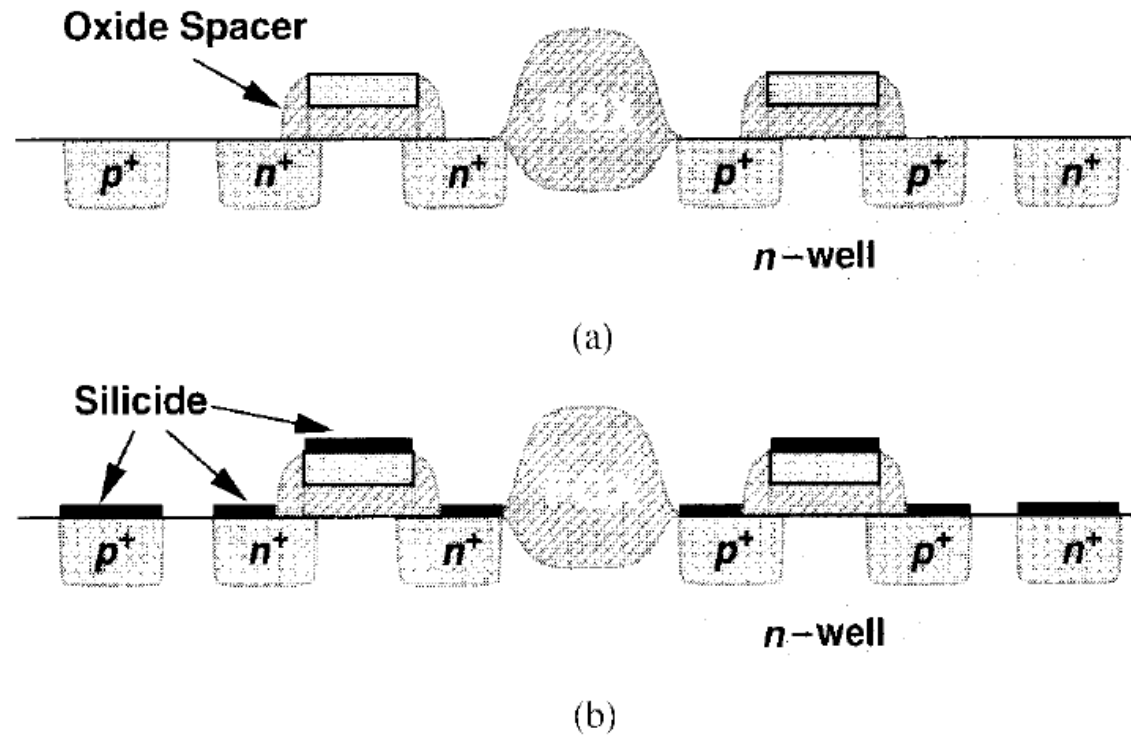 Oxide Spacer
p+ n+ n+ p+ p+ n+
n–well
(a)
Silicide
p+ n+ n+ p+ p+ n+
n–well
(b)